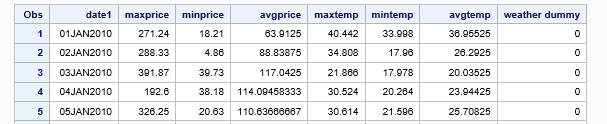 Obs date1 maxprice minprice avgprice maxtemp mintemp avgtemp weather dummy
1 01JAN2010 271.24 18.21 63.9125 40.442 33.998 36.95525 0
2 02JAN2010 288.33 4.86 88.83875 34.808 17.96 26.2925 0
3 03JAN2010 391.87 39.73 117.0425 21.866 17.978 20.03525 0
4 04JAN2010 192.6 38.18 114.09458333 30.524 20.264 23.94425 0
5 05JAN2010 326.25 20.63 110.63666667 30.614 21.596 25.70825 0